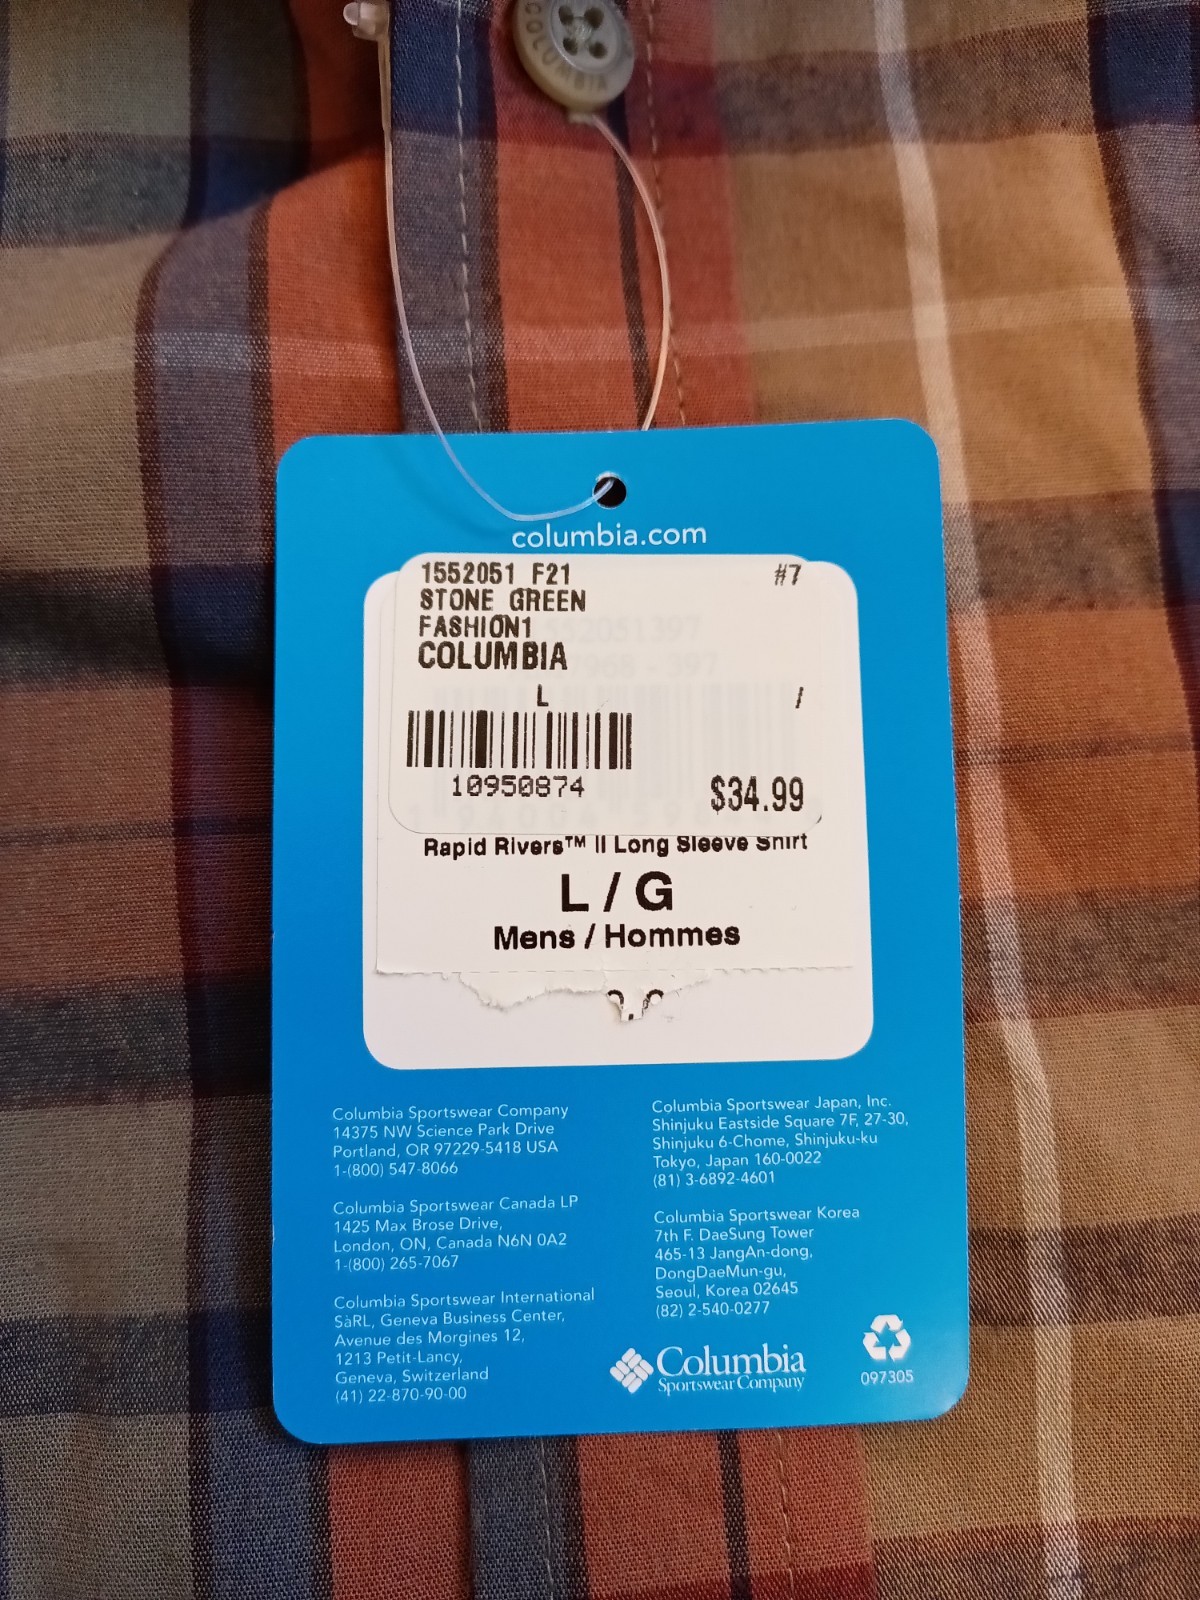 COLUMBIA
columbia.com
1552051 F21 #7
STONE GREEN
FASHION1
COLUMBIA
L /
10950874
$34.99
Rapid Rivers™ II Long Sleeve Shirt
L / G
Mens / Hommes
Columbia Sportswear Company
14375 NW Science Park Drive
Portland, OR 97229-5418 USA
1-(800) 547-8066
Columbia Sportswear Canada LP
1425 Max Brose Drive,
London, ON, Canada N6N 0A2
1-(800) 265-7067
Columbia Sportswear International
SàRL, Geneva Business Center,
Avenue des Morgines 12,
1213 Petit-Lancy,
Geneva, Switzerland
(41) 22-870-90-00
Columbia Sportswear Japan, Inc.
Shinjuku Eastside Square 7F, 27-30,
Shinjuku 6-Chome, Shinjuku-ku
Tokyo, Japan 160-0022
(81) 3-6892-4601
Columbia Sportswear Korea
7th F. DaeSung Tower
465-13 JangAn-dong,
DongDaeMun-gu,
Seoul, Korea 02645
(82) 2-540-0277
Columbia
Sportswear Company
097305